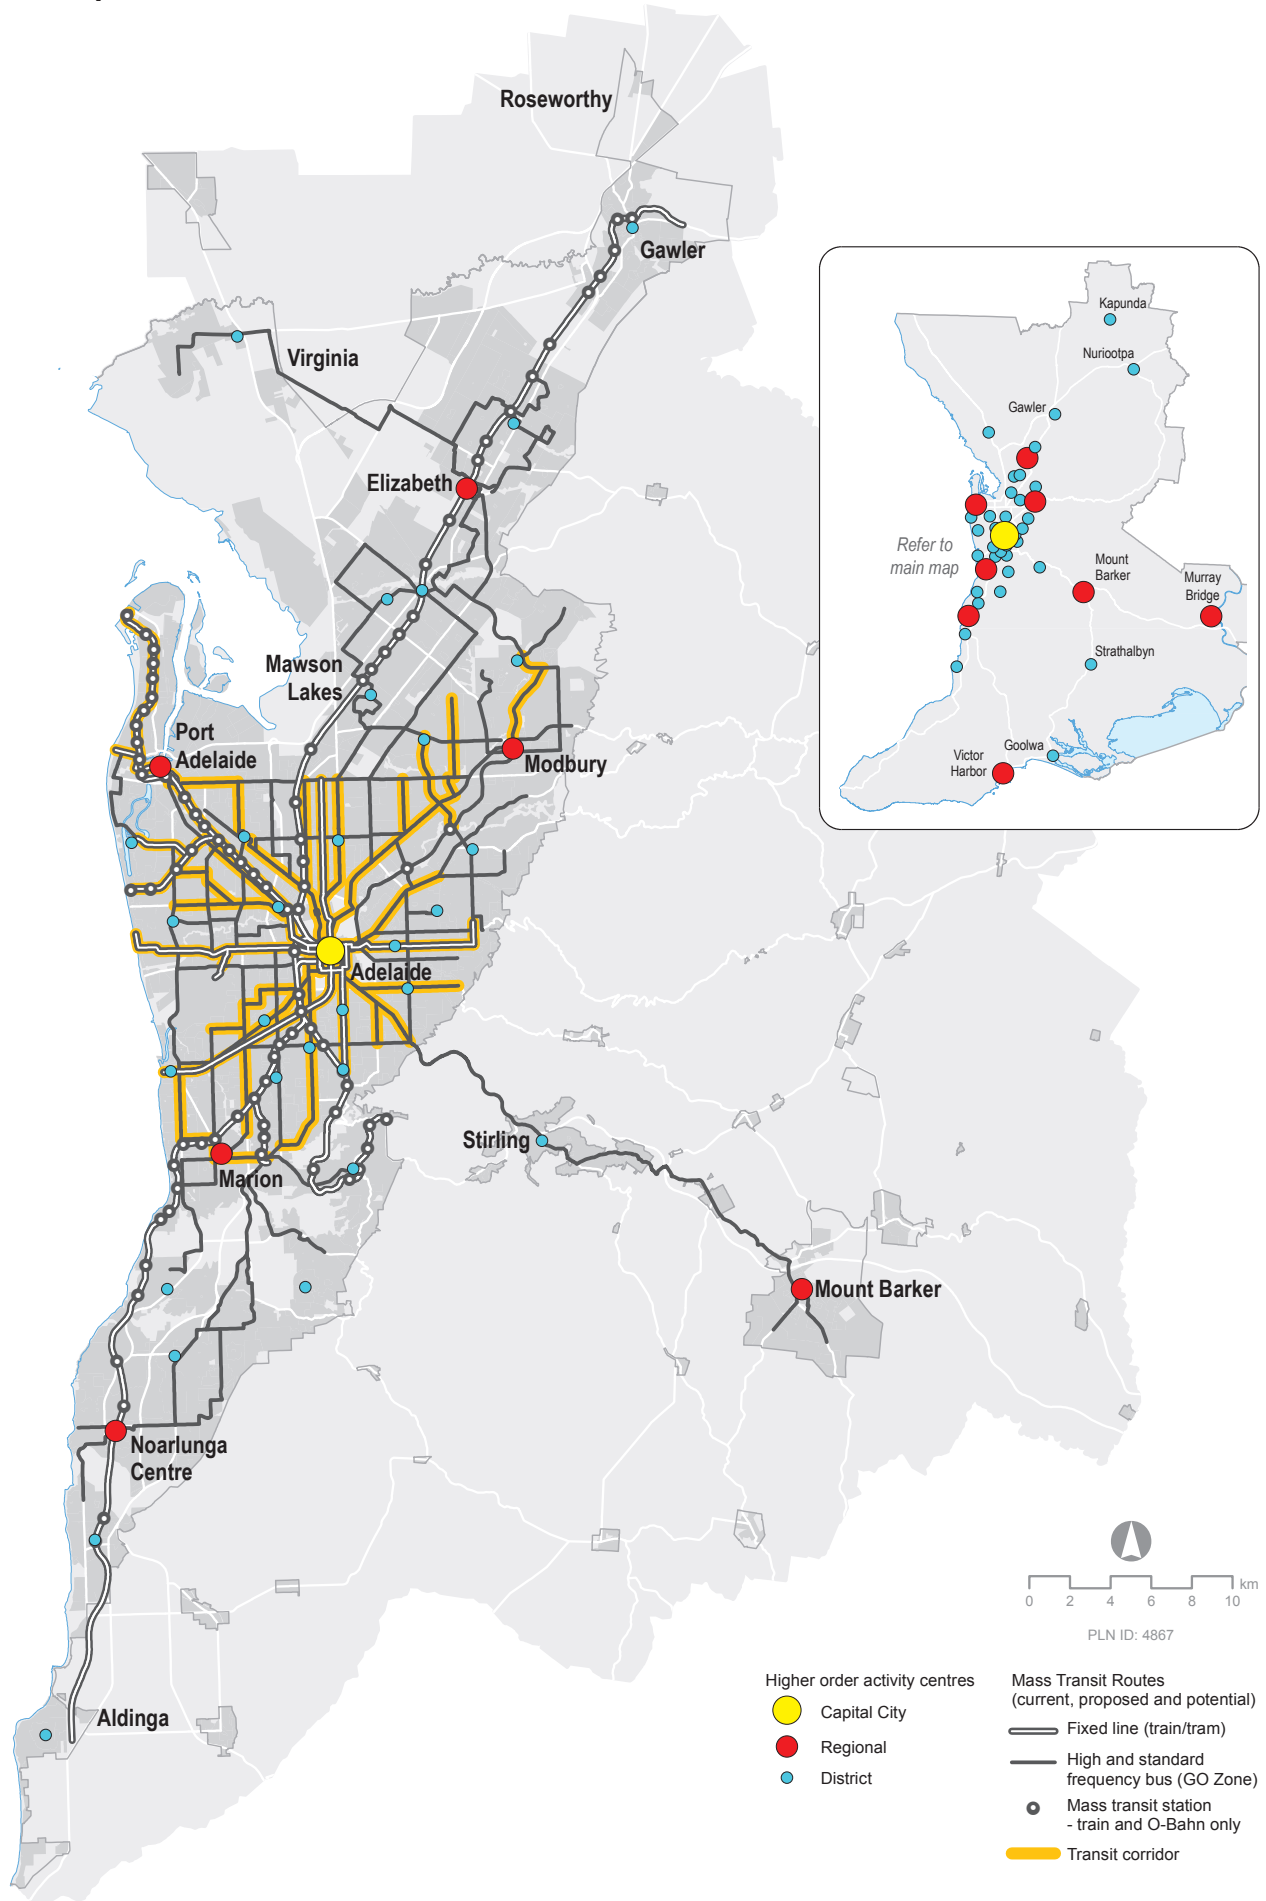 Roseworthy
Gawler
Virginia
Elizabeth
Mawson
Lakes
Port
Adelaide
Modbury
Adelaide
Stirling
Marion
Mount Barker
Noarlunga
Centre
Aldinga
Kapunda
Nuriootpa
Gawler
Refer to
main map
Mount
Barker
Murray
Bridge
Strathalbyn
Goolwa
Victor
Harbor
km
0 2 4 6 8 10
PLN ID: 4867
Higher order activity centres
Capital City
Regional
District
Mass Transit Routes
(current, proposed and potential)
Fixed line (train/tram)
High and standard
frequency bus (GO Zone)
Mass transit station
- train and O-Bahn only
Transit corridor